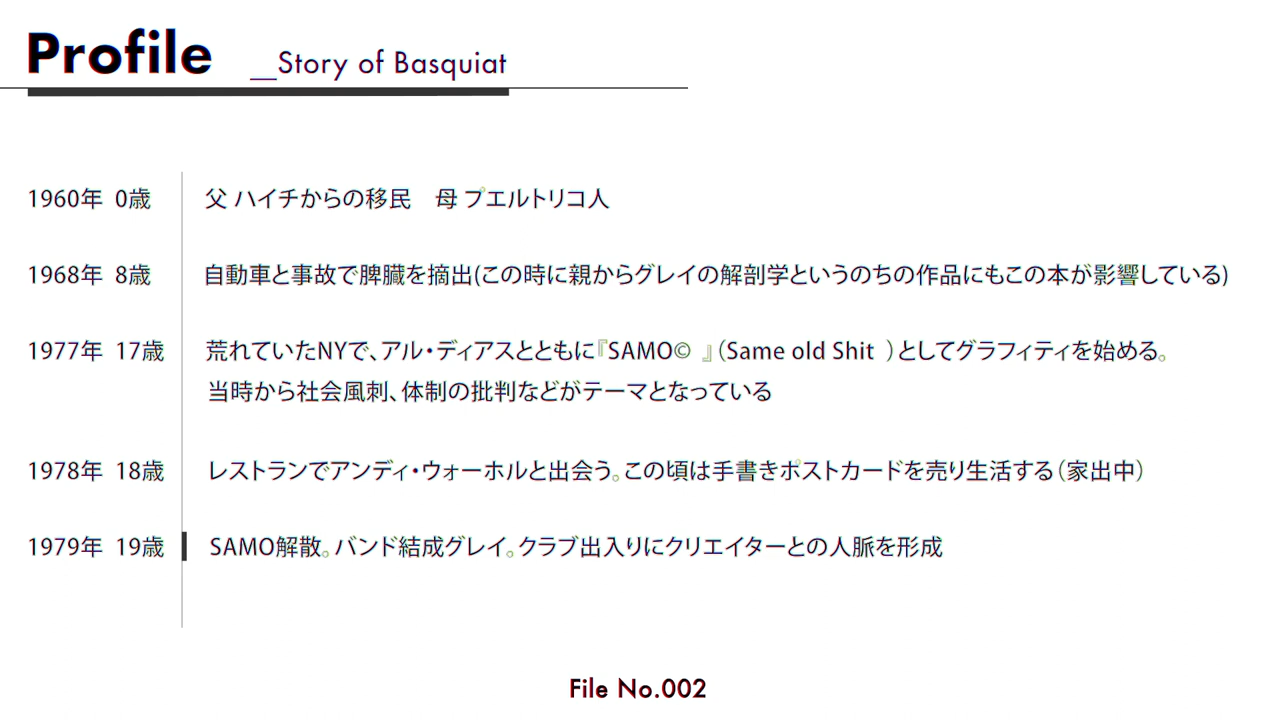 Profile __Story of Basquiat
1960年 0歳 父 ハイチからの移民　母 プエルトリコ人
1968年 8歳 自動車と事故で脾臓を摘出(この時に親からグレイの解剖学というのちの作品にもこの本が影響している)
1977年 17歳 荒れていたNYで、アル・ディアスとともに『SAMO© 』（Same old Shit ）としてグラフィティを始める。
当時から社会風刺、体制の批判などがテーマとなっている
1978年 18歳 レストランでアンディ・ウォーホルと出会う。この頃は手書きポストカードを売り生活する（家出中）
1979年 19歳 SAMO解散。バンド結成グレイ。クラブ出入りにクリエイターとの人脈を形成
File No.002